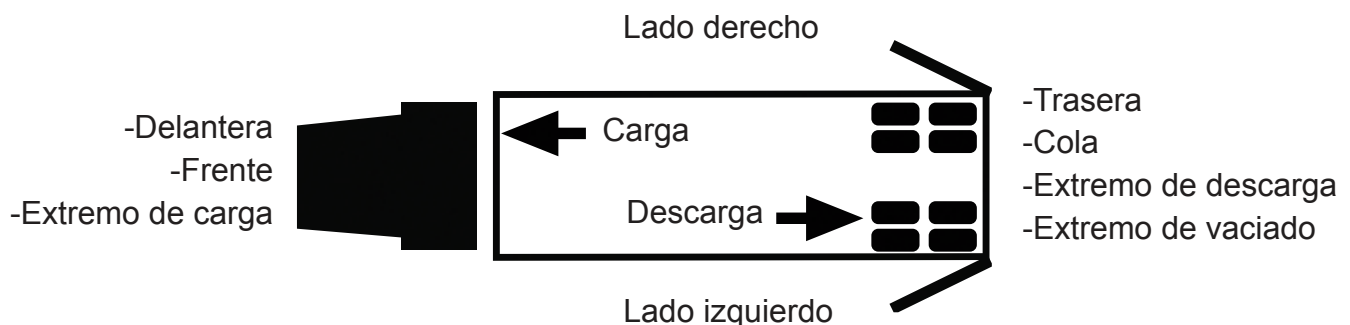 Lado derecho
-Delantera
-Frente
-Extremo de carga
Carga
Descarga
-Trasera
-Cola
-Extremo de descarga
-Extremo de vaciado
Lado izquierdo